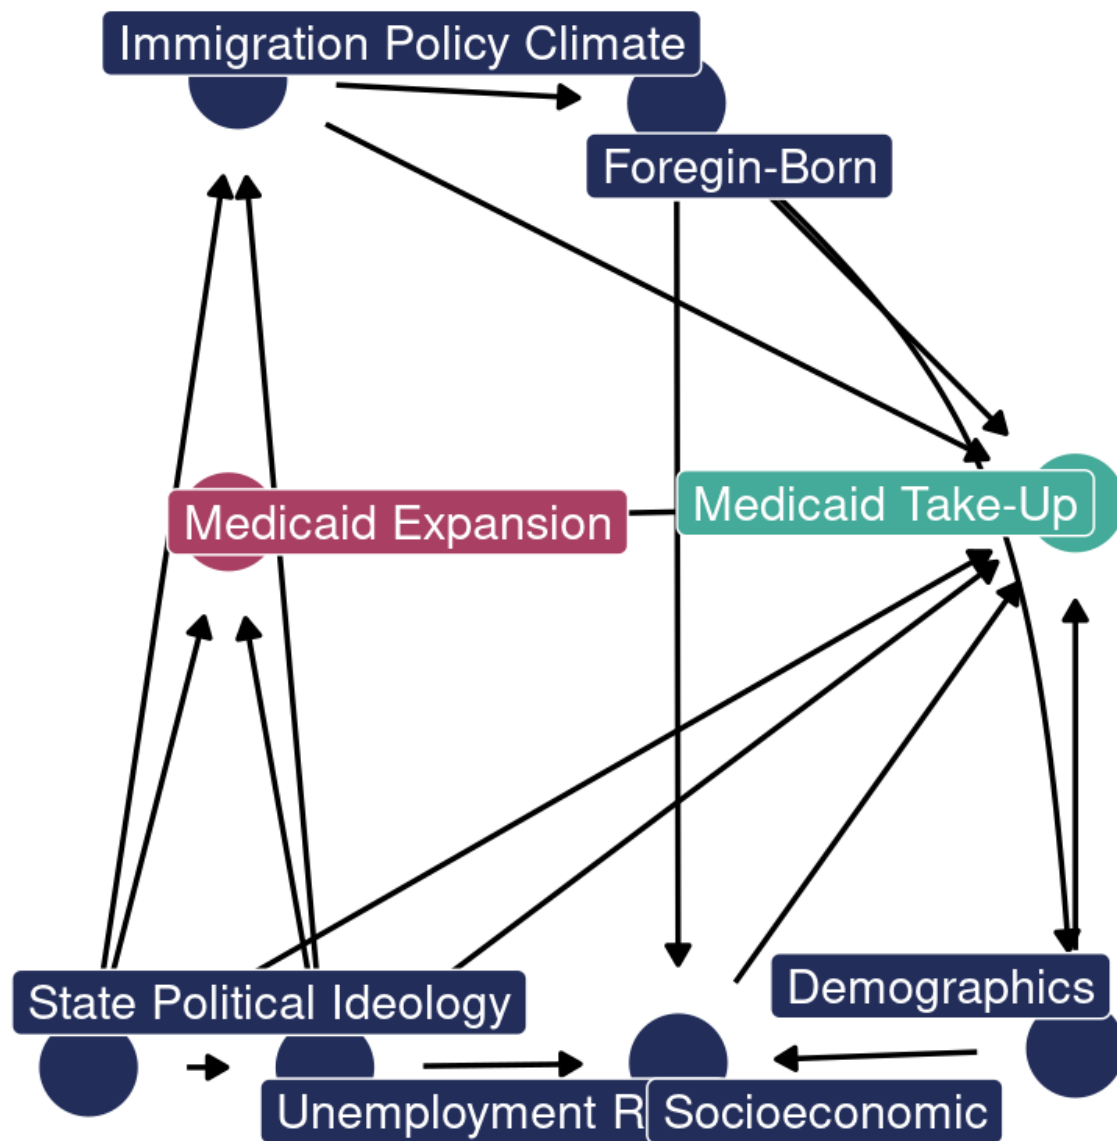 Immigration Policy Climate
Foregin-Born
Medicaid Expansion
Medicaid Take-Up
State Political Ideology
Demographics
Unemployment R
Socioeconomic